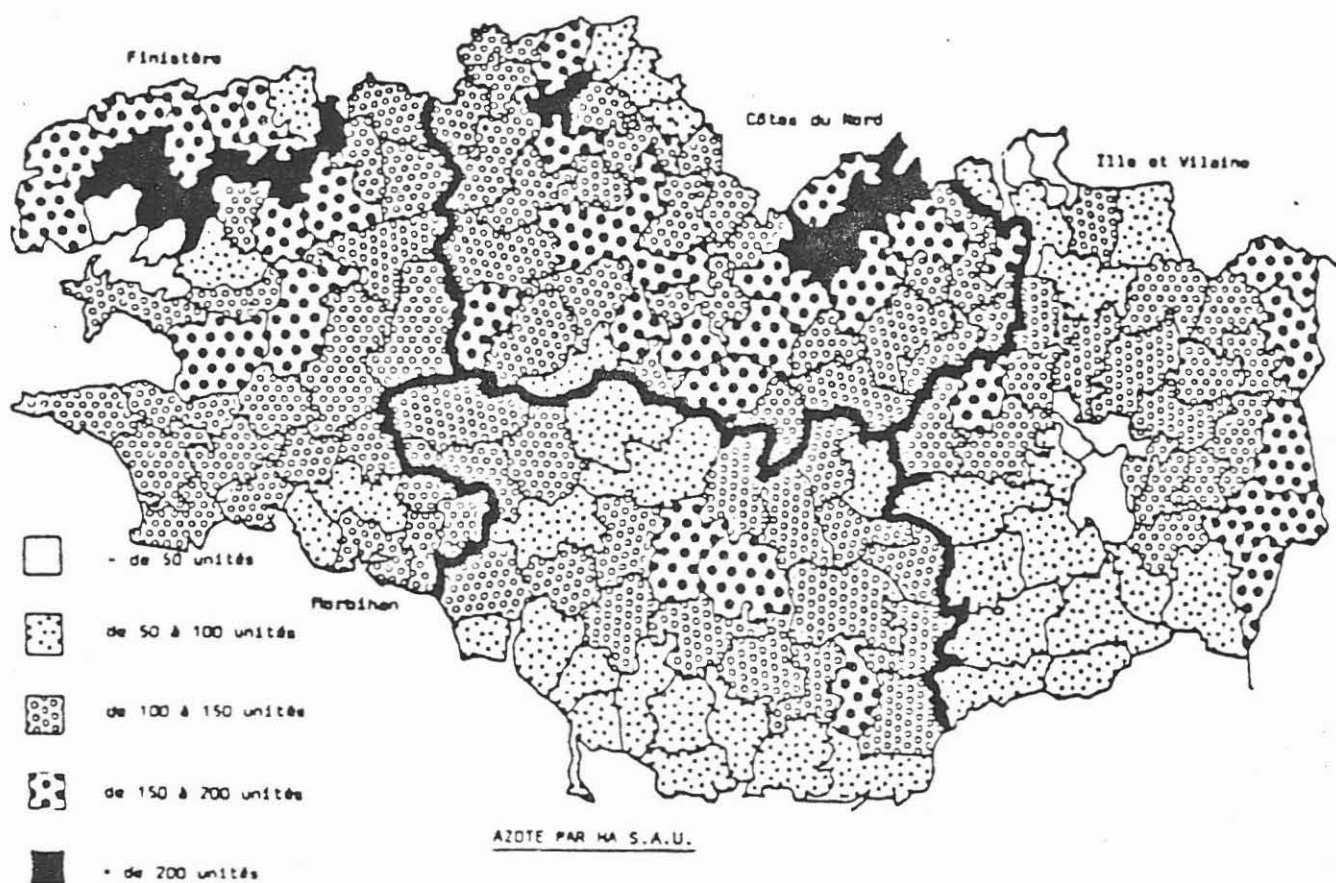 Finistère
Côtes du Nord
Ille et Vilaine
Morbihan
- de 50 unités
de 50 à 100 unités
de 100 à 150 unités
de 150 à 200 unités
+ de 200 unités
AZOTE PAR HA S.A.U.